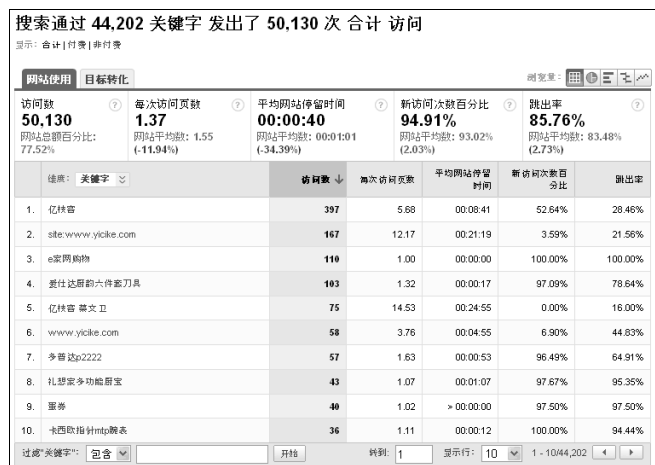 搜索通过 44,202 关键字 发出了 50,130 次 合计 访问
显示: 合计 | 付费 | 非付费
网站使用 目标转化 浏览量:
访问数 ? 每次访问页数 ? 平均网站停留时间 ? 新访问次数百分比 ? 跳出率 ?
50,130 1.37 00:00:40 94.91% 85.76%
网站总额百分比: 网站平均数: 1.55 网站平均数: 00:01:01 网站平均数: 93.02% 网站平均数: 83.48%
77.52% (-11.94%) (-34.39%) (2.03%) (2.73%)
维度: 关键字 访问数 每次访问页数 平均网站停留 新访问次数百 跳出率
时间 分比
1. 亿枝容 397 5.68 00:08:41 52.64% 28.46%
2. site:www.yicike.com 167 12.17 00:21:19 3.59% 21.56%
3. e家网购物 110 1.00 00:00:00 100.00% 100.00%
4. 爱仕达厨韵六件套刀具 103 1.32 00:00:17 97.09% 78.64%
5. 亿枝容 蔡文卫 75 14.53 00:24:55 0.00% 16.00%
6. www.yicike.com 58 3.76 00:04:55 6.90% 44.83%
7. 多普达p2222 57 1.63 00:00:53 96.49% 64.91%
8. 礼想家多功能厨宝 43 1.07 00:01:07 97.67% 95.35%
9. 蛋券 40 1.02 > 00:00:00 97.50% 97.50%
10. 卡西欧指针mtp腕表 36 1.11 00:00:12 100.00% 94.44%
过滤"关键字": 包含 开始 转到: 1 显示行: 10 1 - 10/44,202